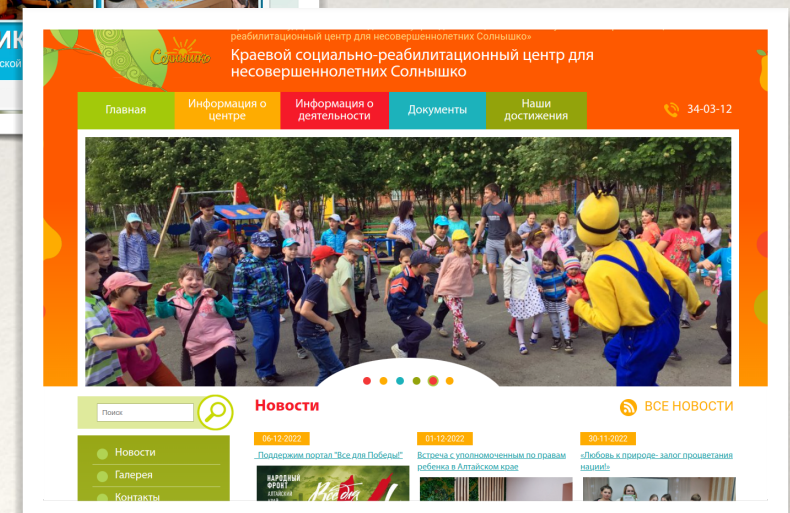 ИК
ской
реабилитационный центр для несовершеннолетних Солнышко»
Солнышко
Краевой социально-реабилитационный центр для
несовершеннолетних Солнышко
Главная
Информация о
центре
Информация о
деятельности
Документы
Наши
достижения
34-03-12
Поиск
Новости
ВСЕ НОВОСТИ
Новости
Галерея
Контакты
06-12-2022
Поддержим портал "Все для Победы!"
НАРОДНЫЙ
ФРОНТ
АЛТАЙСКИЙ
КРАЙ
Всё для
01-12-2022
Встреча с уполномоченным по правам
ребенка в Алтайском крае
30-11-2022
«Любовь к природе- залог процветания
нации!»